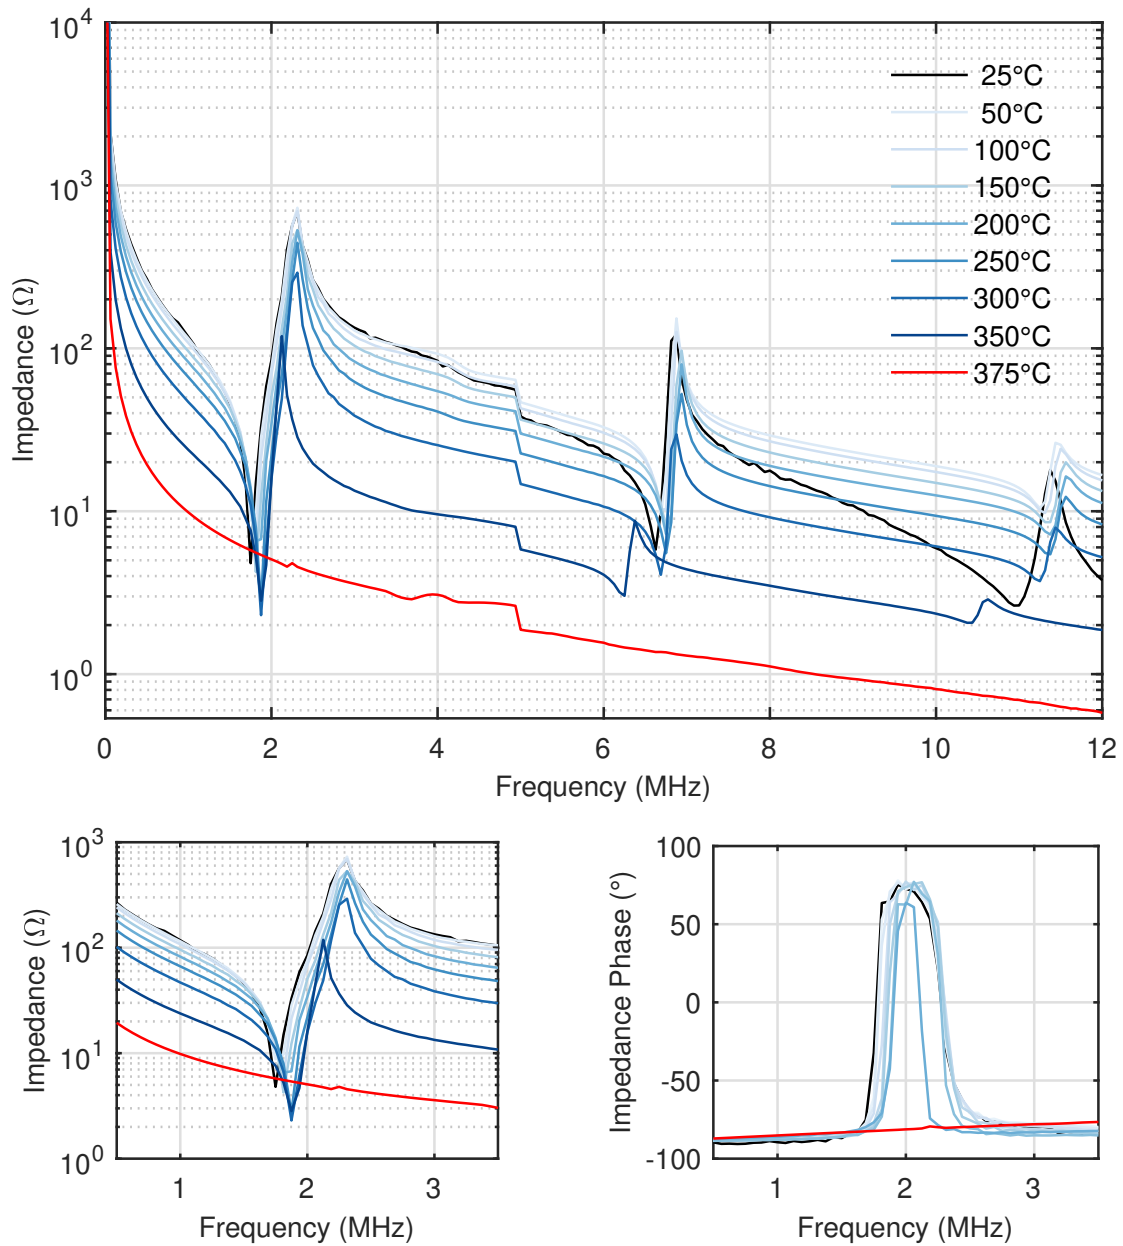 10^4
10^3
10^2
10^1
10^0
Impedance (Ω)
25°C
50°C
100°C
150°C
200°C
250°C
300°C
350°C
375°C
0 2 4 6 8 10 12
Frequency (MHz)
10^3
10^2
10^1
10^0
Impedance (Ω)
1 2 3
Frequency (MHz)
100
50
0
-50
-100
Impedance Phase (°)
1 2 3
Frequency (MHz)